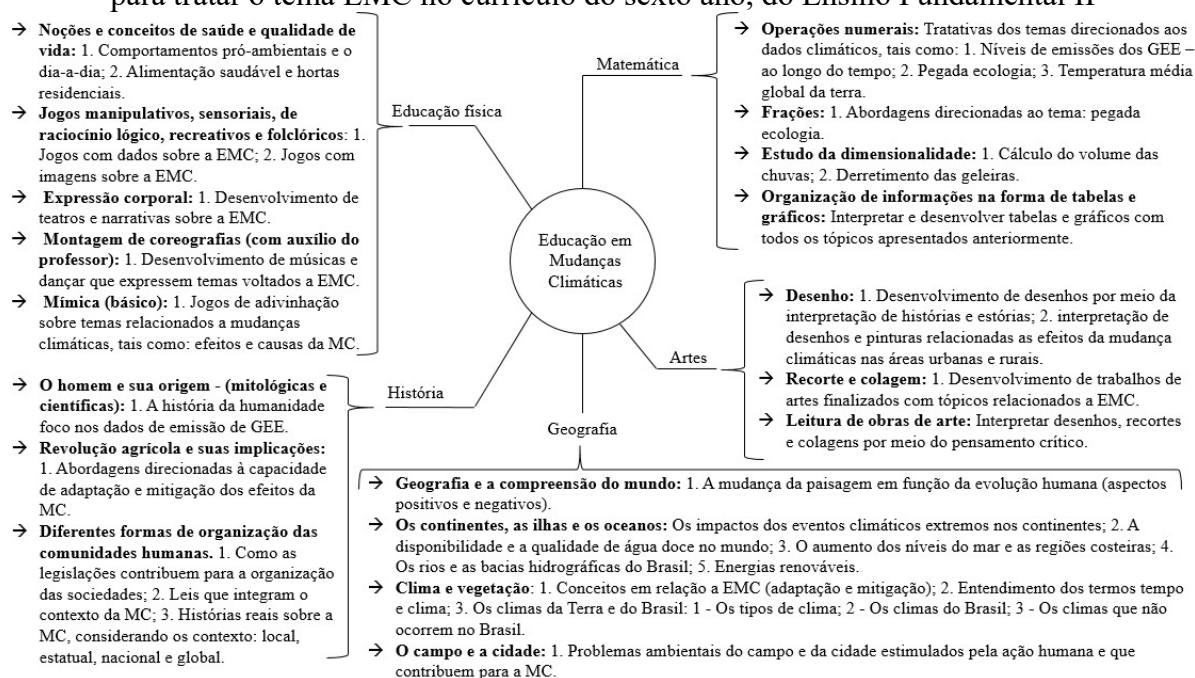 para tratar o tema EMC no currículo do sexto ano, do Ensino Fundamental II
→ Noções e conceitos de saúde e qualidade de
vida: 1. Comportamentos pró-ambientais e o
dia-a-dia; 2. Alimentação saudável e hortas
residenciais.
→ Jogos manipulativos, sensoriais, de
raciocínio lógico, recreativos e folclóricos: 1.
Jogos com dados sobre a EMC; 2. Jogos com
imagens sobre a EMC.
→ Expressão corporal: 1. Desenvolvimento de
teatros e narrativas sobre a EMC.
→ Montagem de coreografias (com auxílio do
professor): 1. Desenvolvimento de músicas e
dançar que expressem temas voltados a EMC.
→ Mímica (básico): 1. Jogos de adivinhação
sobre temas relacionados a mudanças
climáticas, tais como: efeitos e causas da MC.
Educação física
→ O homem e sua origem - (mitológicas e
científicas): 1. A história da humanidade
foco nos dados de emissão de GEE.
→ Revolução agrícola e suas implicações:
1. Abordagens direcionadas à capacidade
de adaptação e mitigação dos efeitos da
MC.
→ Diferentes formas de organização das
comunidades humanas. 1. Como as
legislações contribuem para a organização
das sociedades; 2. Leis que integram o
contexto da MC; 3. Histórias reais sobre a
MC, considerando os contexto: local,
estatual, nacional e global.
História
Educação em
Mudanças
Climáticas
Matemática
→ Operações numerais: Tratativas dos temas direcionados aos
dados climáticos, tais como: 1. Níveis de emissões dos GEE –
ao longo do tempo; 2. Pegada ecologia; 3. Temperatura média
global da terra.
→ Frações: 1. Abordagens direcionadas ao tema: pegada
ecologia.
→ Estudo da dimensionalidade: 1. Cálculo do volume das
chuvas; 2. Derretimento das geleiras.
→ Organização de informações na forma de tabelas e
gráficos: Interpretar e desenvolver tabelas e gráficos com
todos os tópicos apresentados anteriormente.
Artes
→ Desenho: 1. Desenvolvimento de desenhos por meio da
interpretação de histórias e estórias; 2. interpretação de
desenhos e pinturas relacionadas as efeitos da mudança
climáticas nas áreas urbanas e rurais.
→ Recorte e colagem: 1. Desenvolvimento de trabalhos de
artes finalizados com tópicos relacionados a EMC.
→ Leitura de obras de arte: Interpretar desenhos, recortes
e colagens por meio do pensamento crítico.
Geografia
→ Geografia e a compreensão do mundo: 1. A mudança da paisagem em função da evolução humana (aspectos
positivos e negativos).
→ Os continentes, as ilhas e os oceanos: Os impactos dos eventos climáticos extremos nos continentes; 2. A
disponibilidade e a qualidade de água doce no mundo; 3. O aumento dos níveis do mar e as regiões costeiras; 4.
Os rios e as bacias hidrográficas do Brasil; 5. Energias renováveis.
→ Clima e vegetação: 1. Conceitos em relação a EMC (adaptação e mitigação); 2. Entendimento dos termos tempo
e clima; 3. Os climas da Terra e do Brasil: 1 - Os tipos de clima; 2 - Os climas do Brasil; 3 - Os climas que não
ocorrem no Brasil.
→ O campo e a cidade: 1. Problemas ambientais do campo e da cidade estimulados pela ação humana e que
contribuem para a MC.